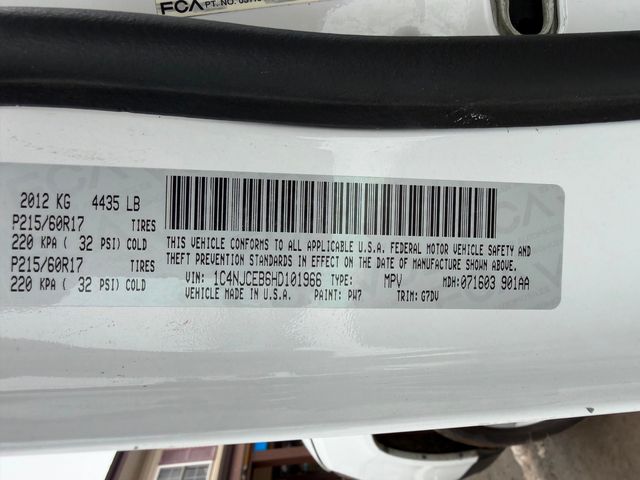 FCA PT. NO.
2012 KG 4435 LB
P215/60R17 TIRES
220 KPA ( 32 PSI) COLD
P215/60R17 TIRES
220 KPA ( 32 PSI) COLD
THIS VEHICLE CONFORMS TO ALL APPLICABLE U.S.A. FEDERAL MOTOR VEHICLE SAFETY AND
THEFT PREVENTION STANDARDS IN EFFECT ON THE DATE OF MANUFACTURE SHOWN ABOVE.
VIN: 1C4NJCEB6HD101966 TYPE: MPV MDH: 071603 901AA
VEHICLE MADE IN U.S.A. PAINT: PW7 TRIM: G7DV